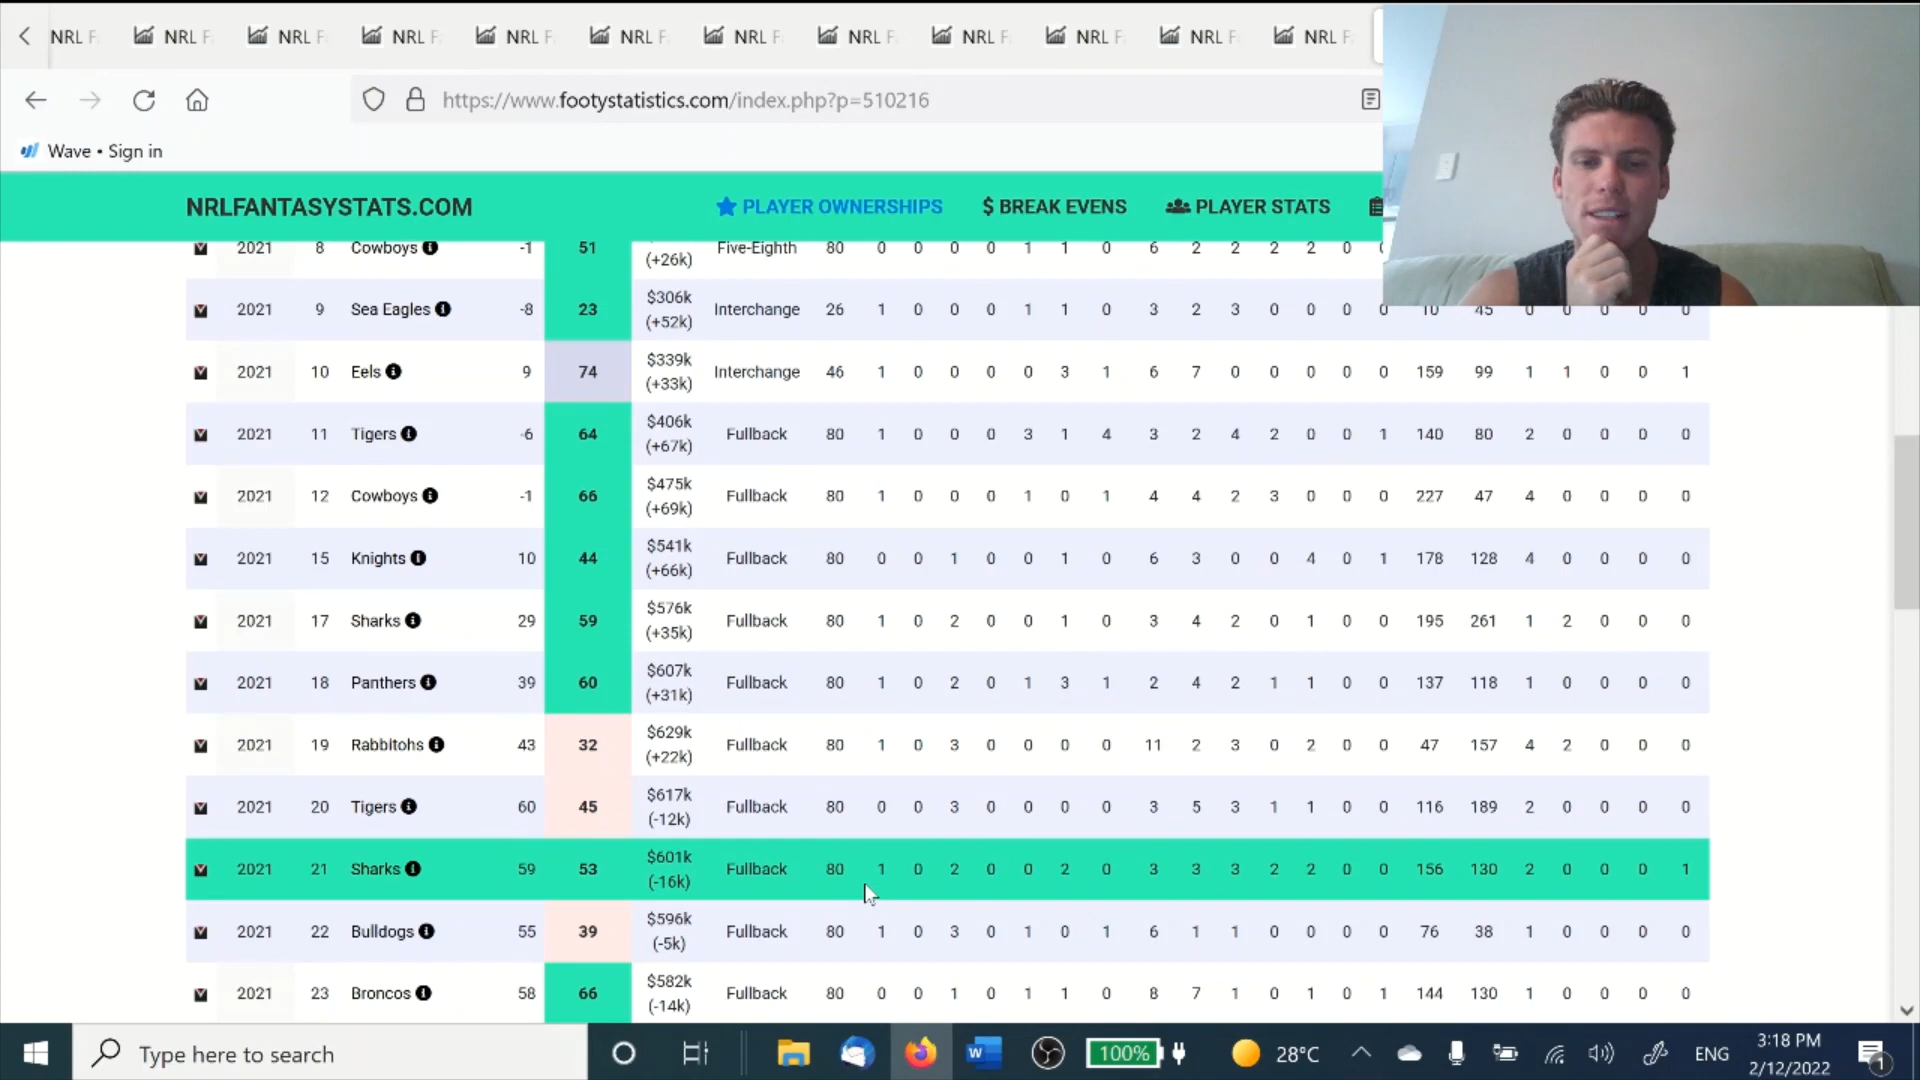 NRL F NRL F NRL F NRL F NRL F NRL F NRL F NRL F NRL F NRL F NRL F NRL F
https://www.footystatistics.com/index.php?p=510216
Wave • Sign in
NRLFANTASYSTATS.COM PLAYER OWNERSHIPS $ BREAK EVENS PLAYER STATS
2021 8 Cowboys -1 51 (+26k) Five-Eighth 80 0 0 0 0 1 1 0 6 2 2 2 2 0
2021 9 Sea Eagles -8 23 $306k (+52k) Interchange 26 1 0 0 0 1 1 0 3 2 3 0 0 0 0 10 45 0 0 0 0 0
2021 10 Eels 9 74 $339k (+33k) Interchange 46 1 0 0 0 0 3 1 6 7 0 0 0 0 0 159 99 1 1 0 0 1
2021 11 Tigers -6 64 $406k (+67k) Fullback 80 1 0 0 0 3 1 4 3 2 4 2 0 0 1 140 80 2 0 0 0 0
2021 12 Cowboys -1 66 $475k (+69k) Fullback 80 1 0 0 0 1 0 1 4 4 2 3 0 0 0 227 47 4 0 0 0 0
2021 15 Knights 10 44 $541k (+66k) Fullback 80 0 0 1 0 0 1 0 6 3 0 0 4 0 1 178 128 4 0 0 0 0
2021 17 Sharks 29 59 $576k (+35k) Fullback 80 1 0 2 0 0 1 0 3 4 2 0 1 0 0 195 261 1 2 0 0 0
2021 18 Panthers 39 60 $607k (+31k) Fullback 80 1 0 2 0 1 3 1 2 4 2 1 1 0 0 137 118 1 0 0 0 0
2021 19 Rabbitohs 43 32 $629k (+22k) Fullback 80 1 0 3 0 0 0 0 11 2 3 0 2 0 0 47 157 4 2 0 0 0
2021 20 Tigers 60 45 $617k (-12k) Fullback 80 0 0 3 0 0 0 0 3 5 3 1 1 0 0 116 189 2 0 0 0 0
2021 21 Sharks 59 53 $601k (-16k) Fullback 80 1 0 2 0 0 2 0 3 3 3 2 2 0 0 156 130 2 0 0 0 1
2021 22 Bulldogs 55 39 $596k (-5k) Fullback 80 1 0 3 0 1 0 1 6 1 1 0 0 0 0 76 38 1 0 0 0 0
2021 23 Broncos 58 66 $582k (-14k) Fullback 80 0 0 1 0 1 1 0 8 7 1 0 1 0 1 144 130 1 0 0 0 0
Type here to search 100% 28°C ENG 3:18 PM
2/12/2022 1